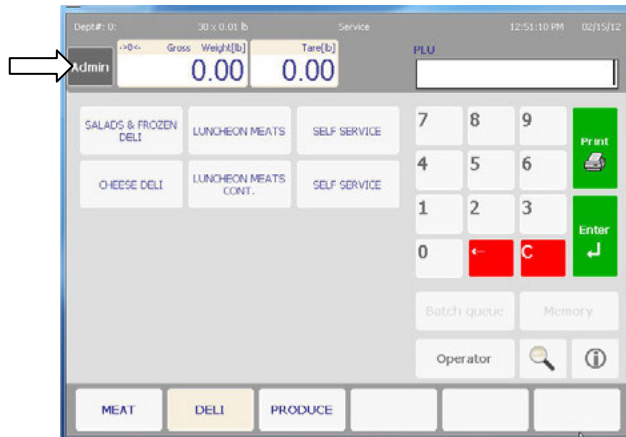 Dept#: 0: 30 x 0.01 lb Service 12:51:10 PM 02/15/12
Admin
->0<- Gross Weight[lb] Tare[lb] PLU
0.00 0.00
SALADS & FROZEN DELI
LUNCHEON MEATS
SELF SERVICE
CHEESE DELI
LUNCHEON MEATS CONT.
SELF SERVICE
7 8 9
Print
4 5 6
1 2 3
Enter
0 ← C
Batch queue Memory
Operator
MEAT DELI PRODUCE